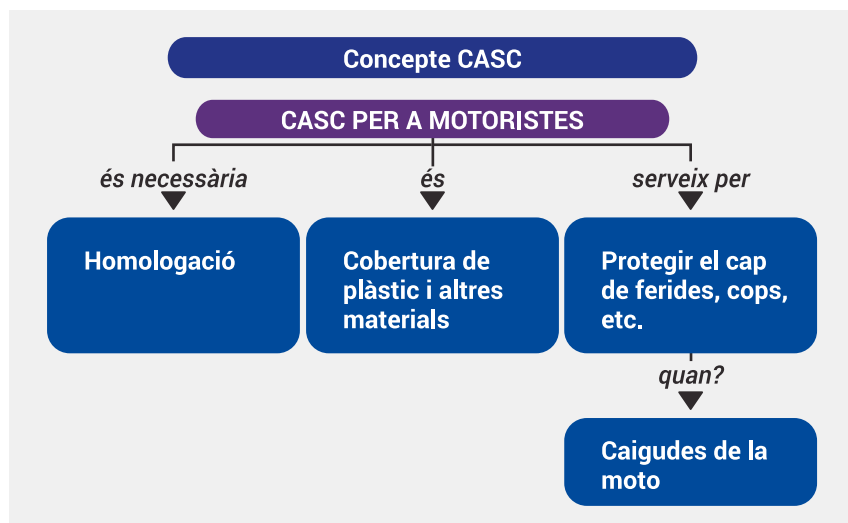 Concepte CASC
CASC PER A MOTORISTES
és necessària
és
serveix per
Homologació
Cobertura de
plàstic i altres
materials
Protegir el cap
de ferides, cops,
etc.
quan?
Caigudes de la
moto